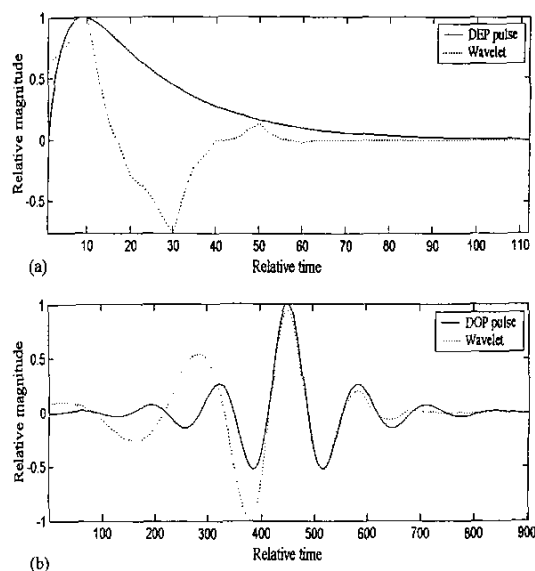 1
0.5
0
-0.5
Relative magnitude
DEP pulse
Wavelet
10 20 30 40 50 60 70 80 90 100 110
Relative time
(a)
1
0.5
0
-0.5
-1
Relative magnitude
DOP pulse
Wavelet
100 200 300 400 500 600 700 800 900
Relative time
(b)